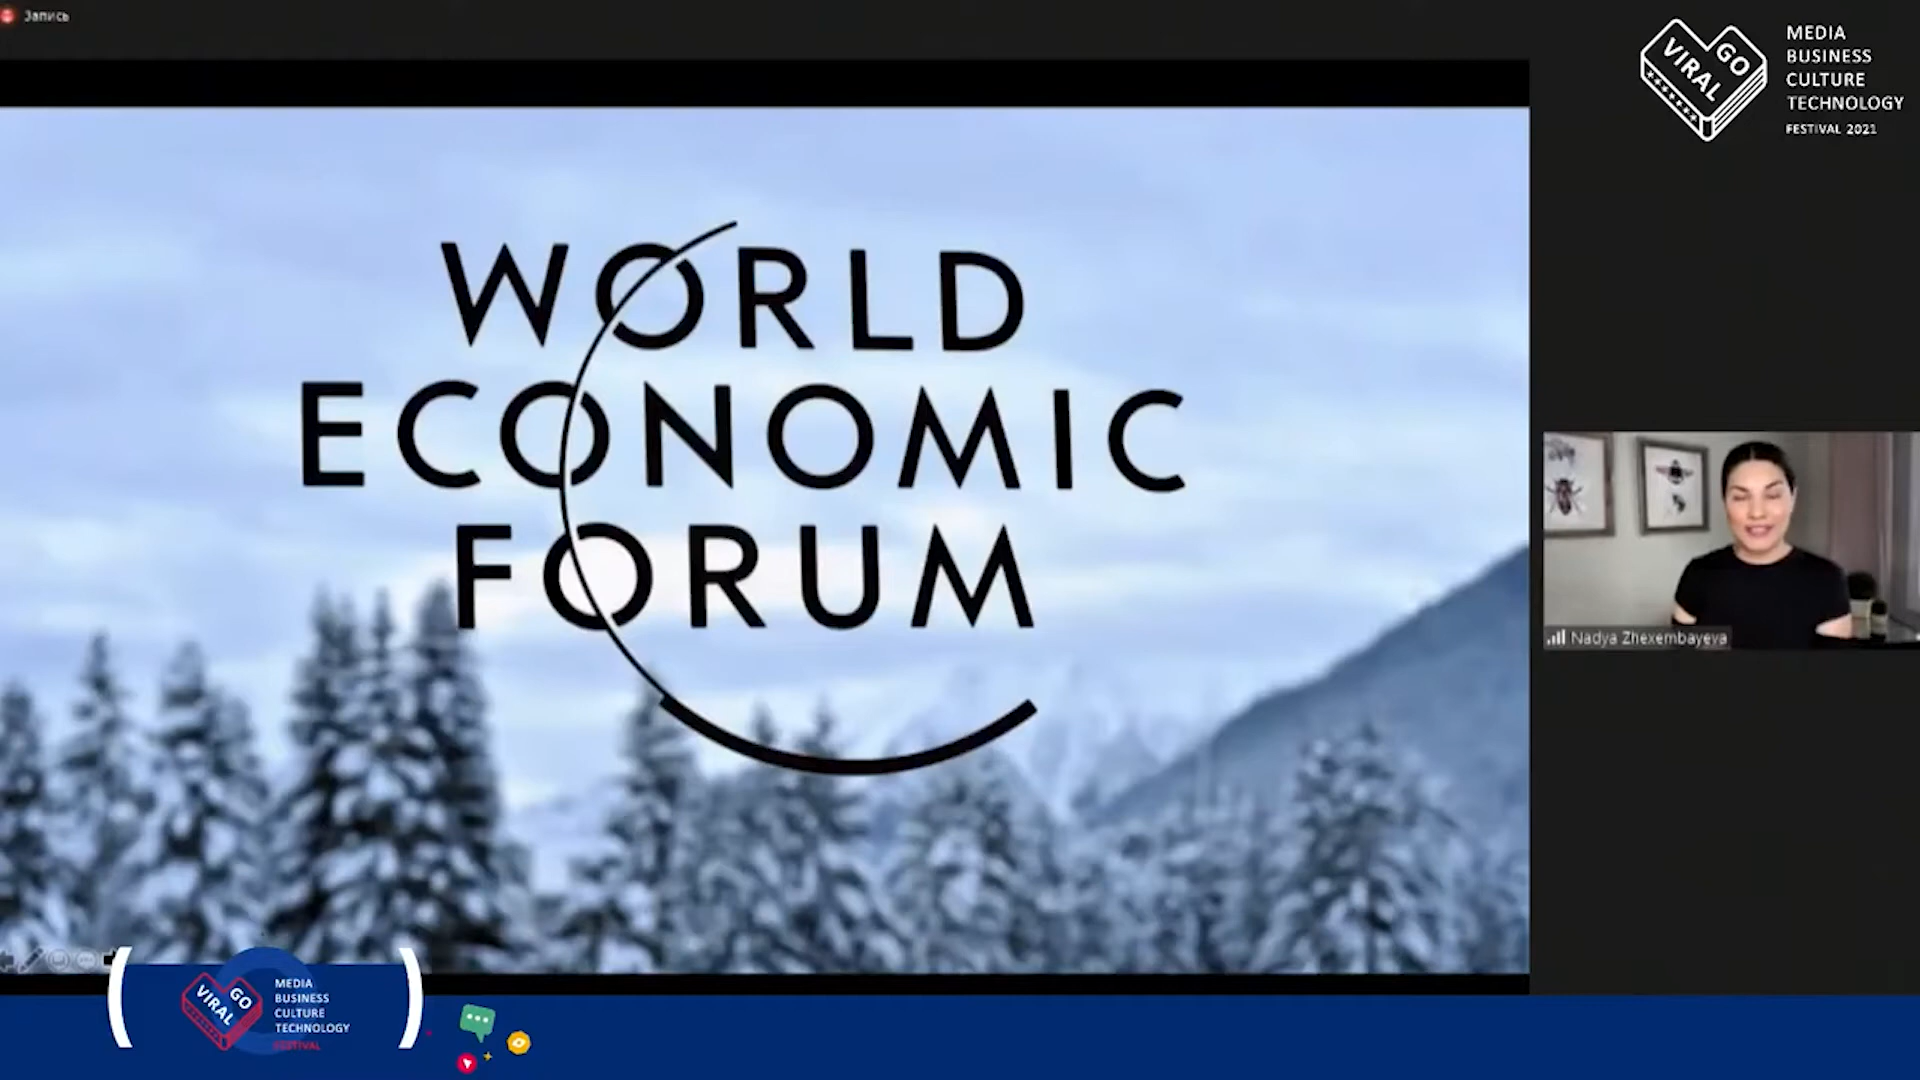 Запись
VIRAL GO
MEDIA
BUSINESS
CULTURE
TECHNOLOGY
FESTIVAL 2021
WORLD
ECONOMIC
FORUM
Nadya Zhexembayeva
VIRAL GO
MEDIA
BUSINESS
CULTURE
TECHNOLOGY
FESTIVAL